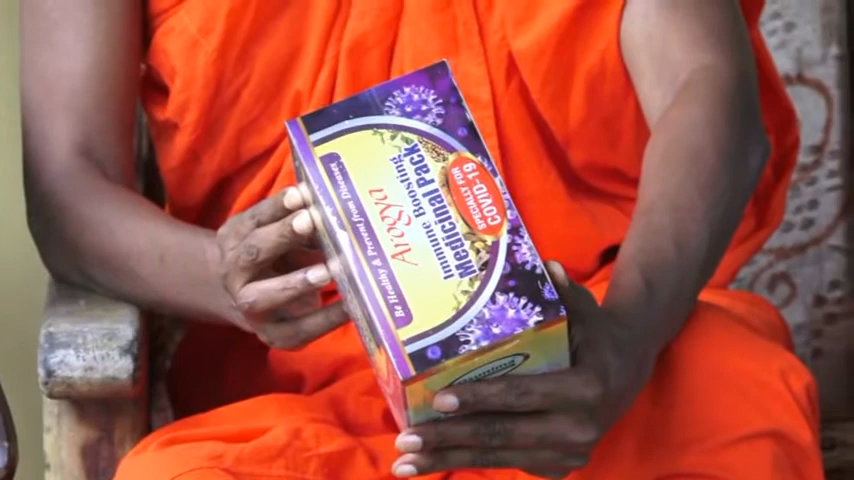 SPECIALLY FOR
COVID-19
Immune Boosting
Medicinal Pack
Arogya
Be Healthy & Prevent from Disease